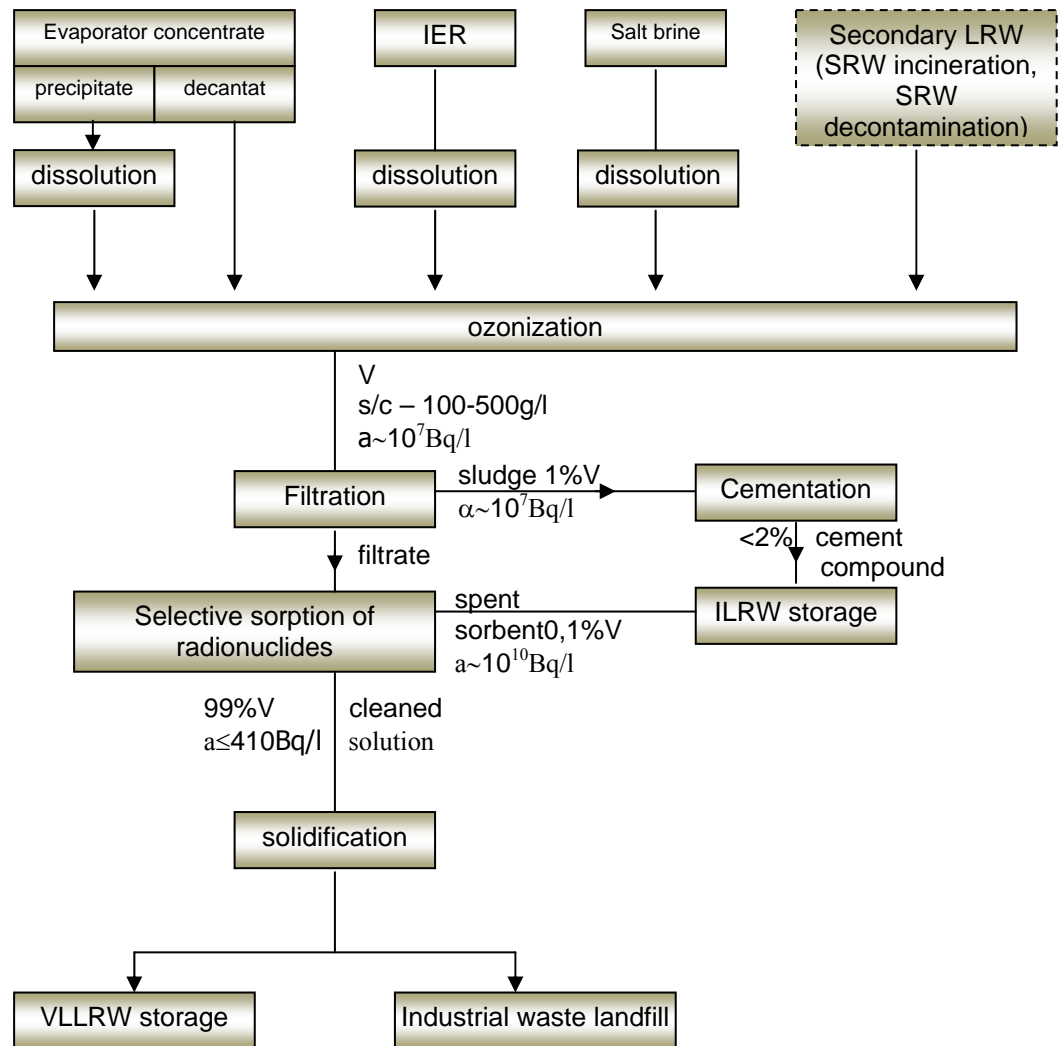 Evaporator concentrate
precipitate
decantat
IER
Salt brine
Secondary LRW
(SRW incineration,
SRW
decontamination)
dissolution
dissolution
dissolution
ozonization
V
s/c – 100-500g/l
a~10⁷Bq/l
Filtration
sludge 1%V
α~10⁷Bq/l
Cementation
<2% cement
compound
filtrate
Selective sorption of
radionuclides
spent
sorbent0,1%V
a~10¹⁰Bq/l
ILRW storage
99%V
a≤410Bq/l
cleaned
solution
solidification
VLLRW storage
Industrial waste landfill